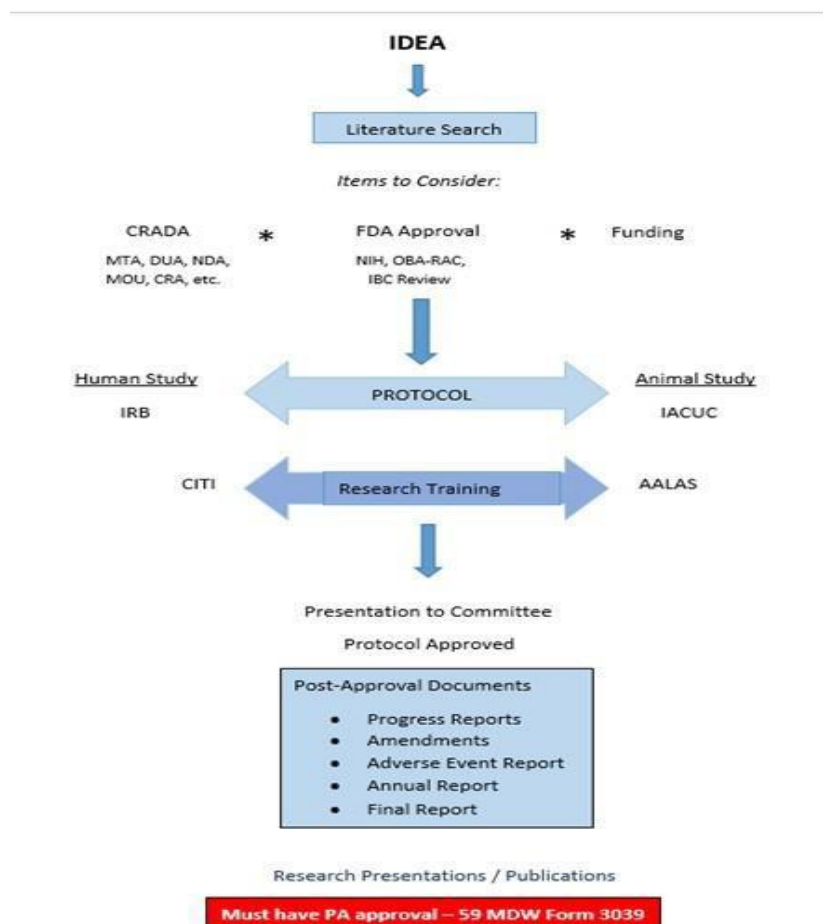 IDEA
Literature Search
Items to Consider:
CRADA * FDA Approval * Funding
MTA, DUA, NDA, NIH, OBA-RAC,
MOU, CRA, etc. IBC Review
Human Study PROTOCOL Animal Study
IRB IACUC
CITI Research Training AALAS
Presentation to Committee
Protocol Approved
Post-Approval Documents
• Progress Reports
• Amendments
• Adverse Event Report
• Annual Report
• Final Report
Research Presentations / Publications
Must have PA approval – 59 MDW Form 3039